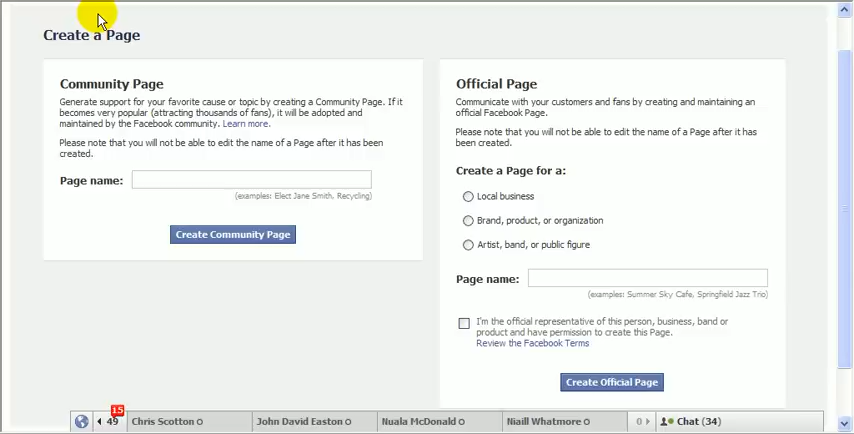 Create a Page
Community Page
Generate support for your favorite cause or topic by creating a Community Page. If it
becomes very popular (attracting thousands of fans), it will be adopted and
maintained by the Facebook community. Learn more.
Please note that you will not be able to edit the name of a Page after it has been
created.
Page name:
(examples: Elect Jane Smith, Recycling)
Create Community Page
Official Page
Communicate with your customers and fans by creating and maintaining an
official Facebook Page.
Please note that you will not be able to edit the name of a Page after it has
been created.
Create a Page for a:
Local business
Brand, product, or organization
Artist, band, or public figure
Page name:
(examples: Summer Sky Cafe, Springfield Jazz Trio)
I'm the official representative of this person, business, band or
product and have permission to create this Page.
Review the Facebook Terms
Create Official Page
15
49
Chris Scotton
John David Easton
Nuala McDonald
Niaill Whatmore
0
Chat (34)